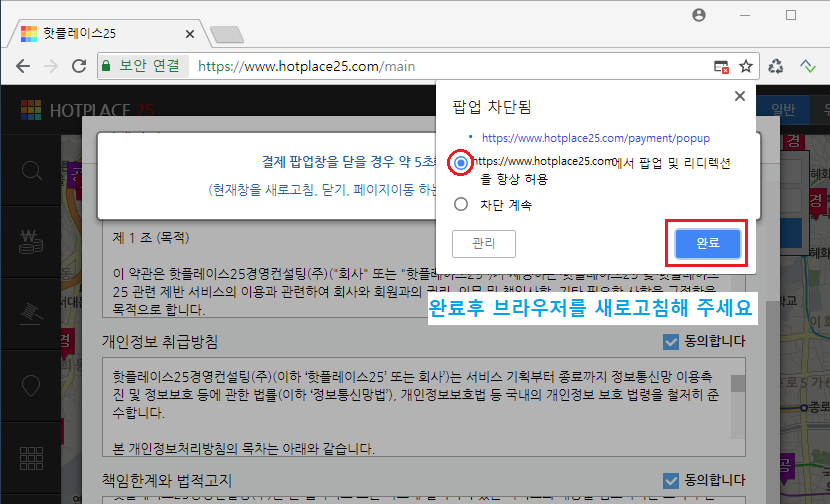 핫플레이스25
보안 연결
https://www.hotplace25.com/main
HOTPLACE 25
일반
팝업 차단됨
https://www.hotplace25.com/payment/popup
https://www.hotplace25.com에서 팝업 및 리디렉션
을 항상 허용
차단 계속
관리
완료
결제 팝업창을 닫을 경우 약 5초
(현재창을 새로고침, 닫기, 페이지이동 하는
완료후 브라우저를 새로고침해 주세요
제 1 조 (목적)
이 약관은 핫플레이스25경영컨설팅(주)("회사" 또는 "핫플레이스25")가 제공하는 핫플레이스25 및 핫플레이스
25 관련 제반 서비스의 이용과 관련하여 회사와 회원과의 권리, 의무 및 책임사항, 기타 필요한 사항을 규정함을
목적으로 합니다.
개인정보 취급방침
동의합니다
핫플레이스25경영컨설팅(주)(이하 '핫플레이스25' 또는 회사')는 서비스 기획부터 종료까지 정보통신망 이용촉
진 및 정보보호 등에 관한 법률(이하 '정보통신망법'), 개인정보보호법 등 국내의 개인정보 보호 법령을 철저히 준
수합니다.
본 개인정보처리방침의 목차는 아래와 같습니다.
책임한계와 법적고지
동의합니다